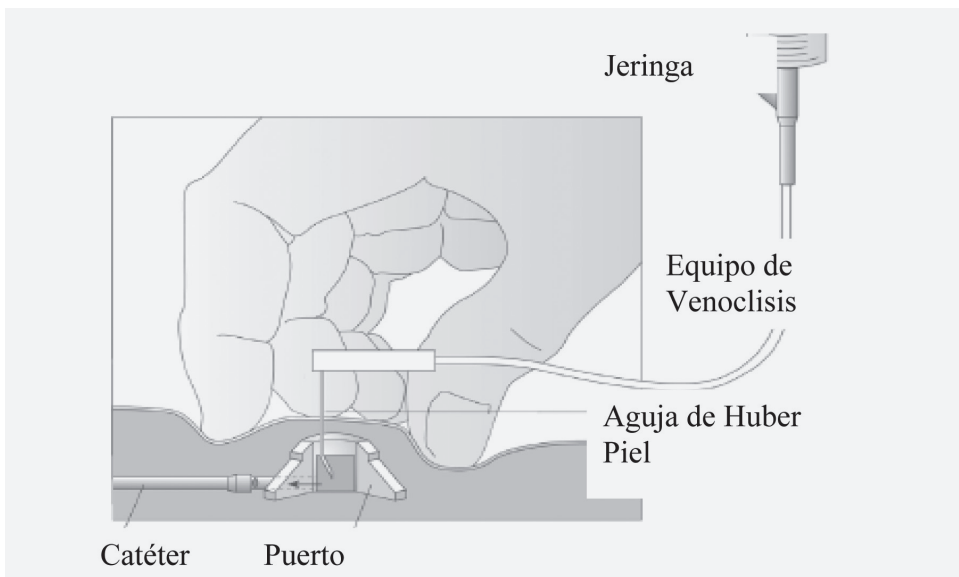 Jeringa
Equipo de
Venoclisis
Aguja de Huber
Piel
Catéter
Puerto